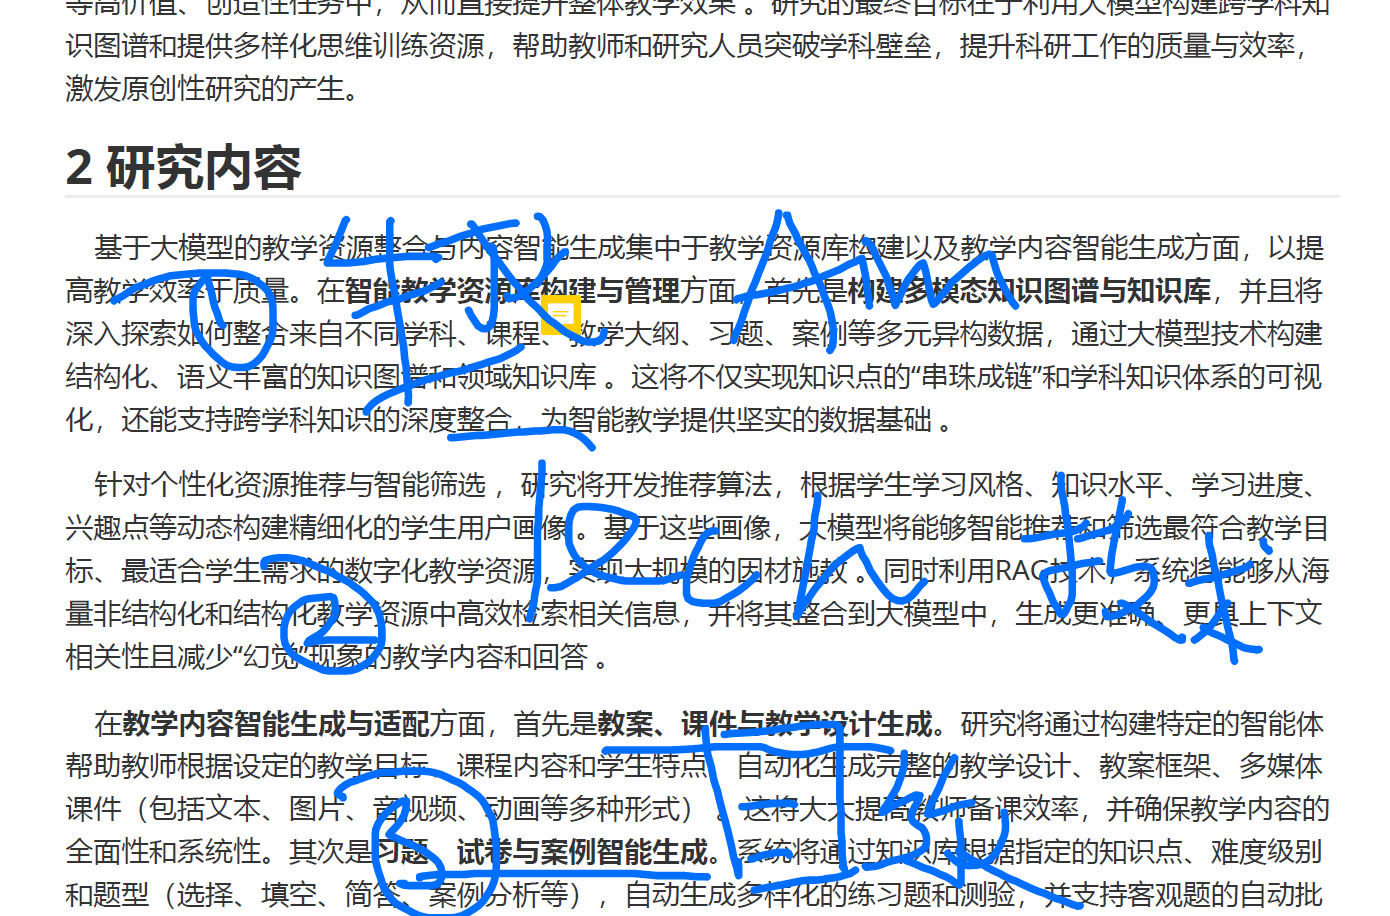 等高价值、创造性任务中，从而直接提升整体教学效果 。研究的最终目标在于利用大模型构建跨学科知
识图谱和提供多样化思维训练资源，帮助教师和研究人员突破学科壁垒，提升科研工作的质量与效率，
激发原创性研究的产生。
2 研究内容
基于大模型的教学资源整合与内容智能生成集中于教学资源库构建以及教学内容智能生成方面，以提
高教学效率于质量。在智能教学资源库构建与管理方面，首先是构建多模态知识图谱与知识库，并且将
深入探索如何整合来自不同学科、课程、教学大纲、习题、案例等多元异构数据，通过大模型技术构建
结构化、语义丰富的知识图谱和领域知识库 。这将不仅实现知识点的“串珠成链”和学科知识体系的可视
化，还能支持跨学科知识的深度整合，为智能教学提供坚实的数据基础 。
针对个性化资源推荐与智能筛选 ，研究将开发推荐算法，根据学生学习风格、知识水平、学习进度、
兴趣点等动态构建精细化的学生用户画像 。基于这些画像，大模型将能够智能推荐和筛选最符合教学目
标、最适合学生需求的数字化教学资源，实现大规模的因材施教 。同时利用RAG技术，系统将能够从海
量非结构化和结构化教学资源中高效检索相关信息，并将其整合到大模型中，生成更准确、更具上下文
相关性且减少“幻觉”现象的教学内容和回答 。
在教学内容智能生成与适配方面，首先是教案、课件与教学设计生成。研究将通过构建特定的智能体
帮助教师根据设定的教学目标、课程内容和学生特点，自动化生成完整的教学设计、教案框架、多媒体
课件（包括文本、图片、音视频、动画等多种形式） 。这将大大提高教师备课效率，并确保教学内容的
全面性和系统性。其次是习题、试卷与案例智能生成。系统将通过知识库根据指定的知识点、难度级别
和题型（选择、填空、简答、案例分析等），自动生成多样化的练习题和测验，并支持客观题的自动批
①
②
③